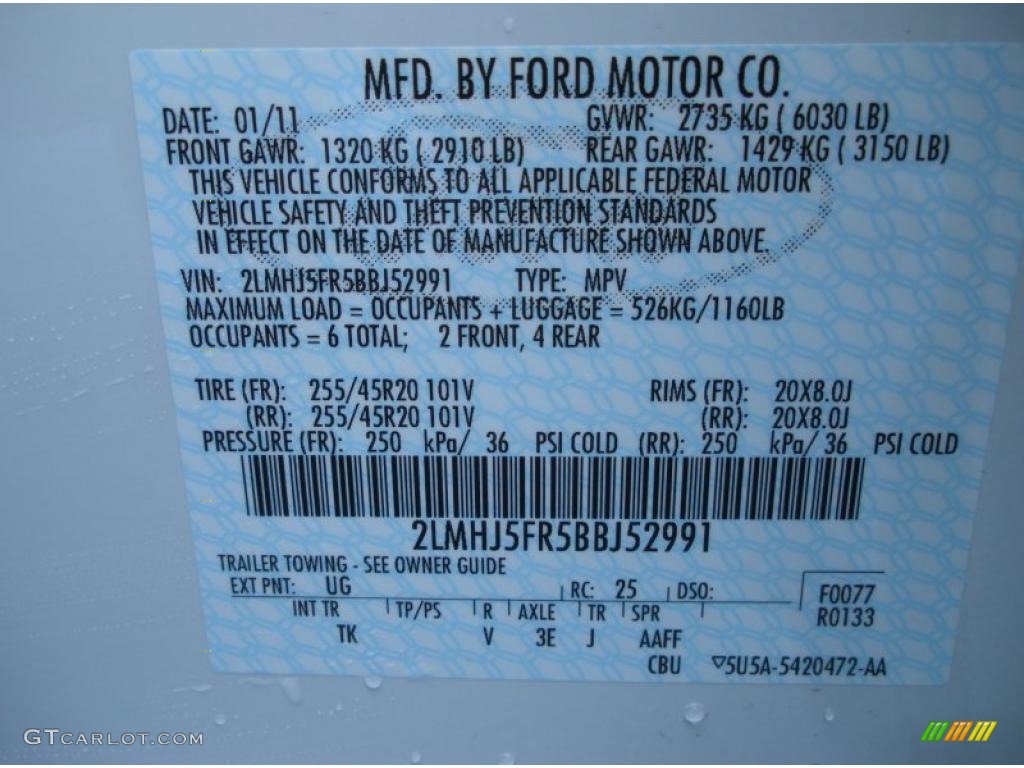 MFD. BY FORD MOTOR CO.
DATE: 01/11 GVWR: 2735 KG ( 6030 LB)
FRONT GAWR: 1320 KG ( 2910 LB) REAR GAWR: 1429 KG ( 3150 LB)
THIS VEHICLE CONFORMS TO ALL APPLICABLE FEDERAL MOTOR
VEHICLE SAFETY AND THEFT PREVENTION STANDARDS
IN EFFECT ON THE DATE OF MANUFACTURE SHOWN ABOVE.
VIN: 2LMHJ5FR5BBJ52991 TYPE: MPV
MAXIMUM LOAD = OCCUPANTS + LUGGAGE = 526KG/1160LB
OCCUPANTS = 6 TOTAL; 2 FRONT, 4 REAR
TIRE (FR): 255/45R20 101V RIMS (FR): 20X8.0J
(RR): 255/45R20 101V (RR): 20X8.0J
PRESSURE (FR): 250 kPa/ 36 PSI COLD (RR): 250 kPa/ 36 PSI COLD
2LMHJ5FR5BBJ52991
TRAILER TOWING - SEE OWNER GUIDE
EXT PNT: UG RC: 25 DSO: F0077
INT TR TP/PS R AXLE TR SPR R0133
TK V 3E J AAFF
CBU 5U5A-5420472-AA
GTCARLOT.COM